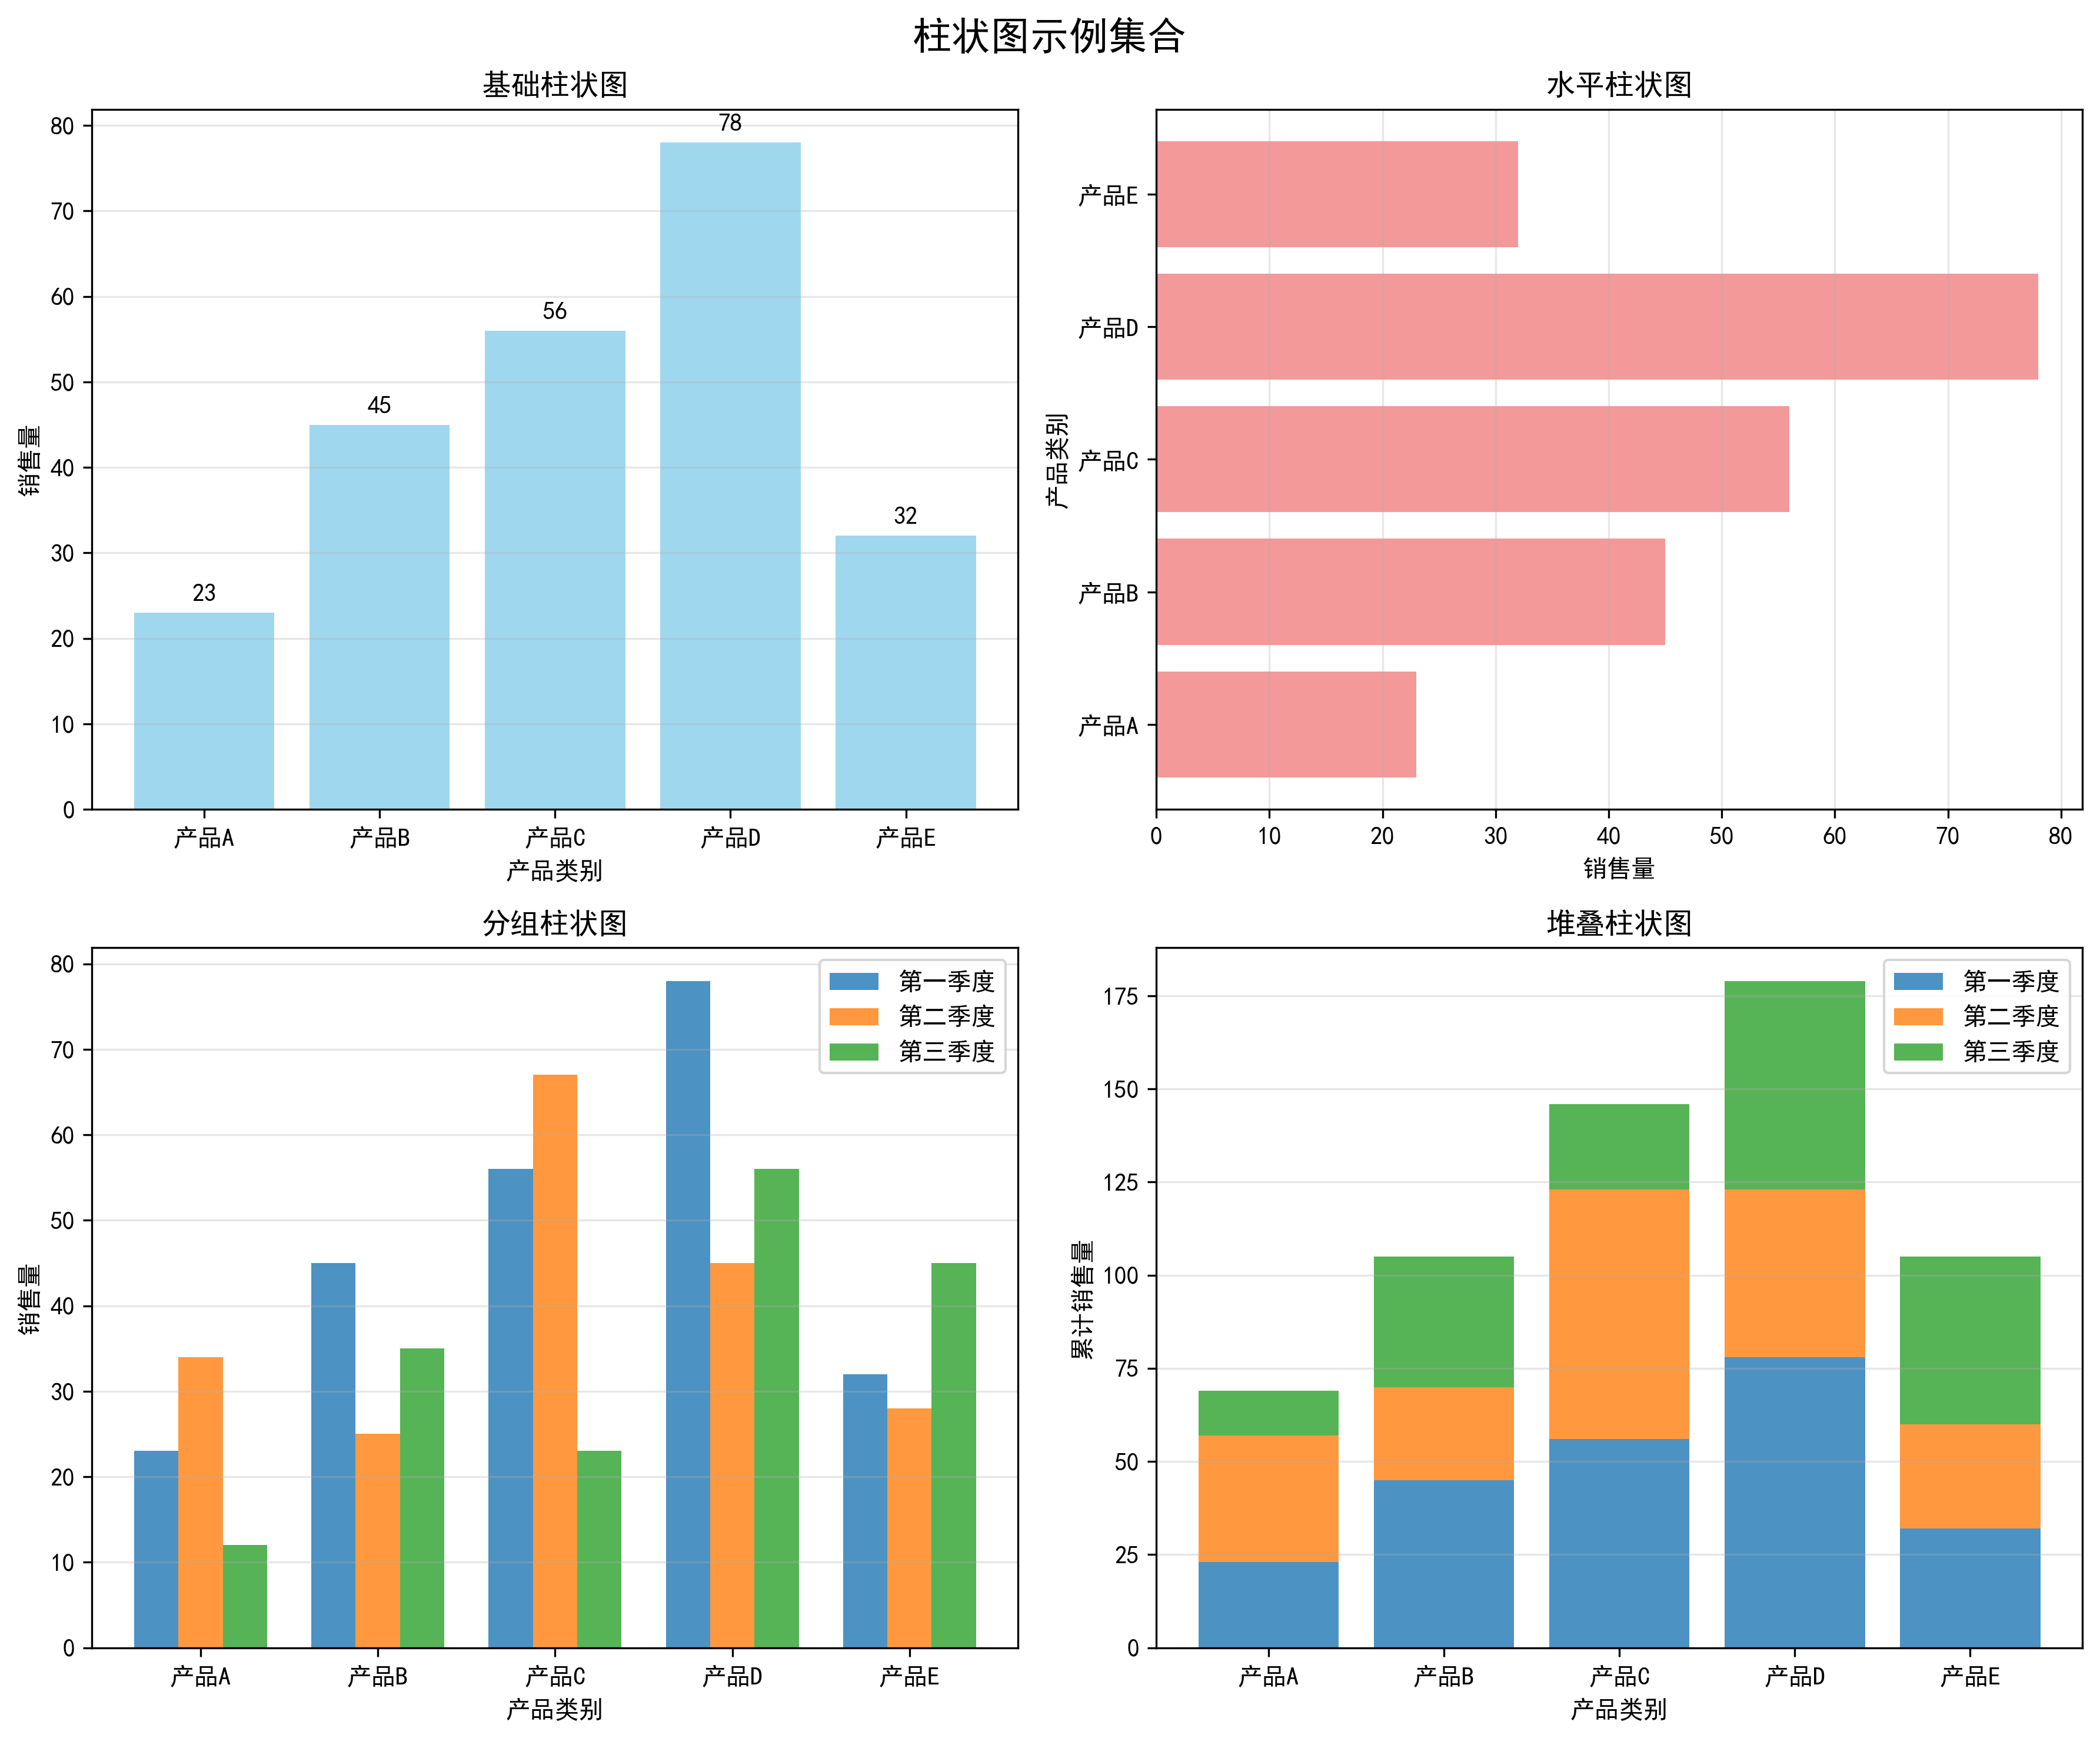 柱状图示例集合
基础柱状图
80
70
60
50
40
30
20
10
0
销售量
23
45
56
78
32
产品A
产品B
产品C
产品D
产品E
产品类别
水平柱状图
产品类别
产品E
产品D
产品C
产品B
产品A
0
10
20
30
40
50
60
70
80
销售量
分组柱状图
80
70
60
50
40
30
20
10
0
销售量
第一季度
第二季度
第三季度
产品A
产品B
产品C
产品D
产品E
产品类别
堆叠柱状图
175
150
125
100
75
50
25
0
累计销售量
第一季度
第二季度
第三季度
产品A
产品B
产品C
产品D
产品E
产品类别